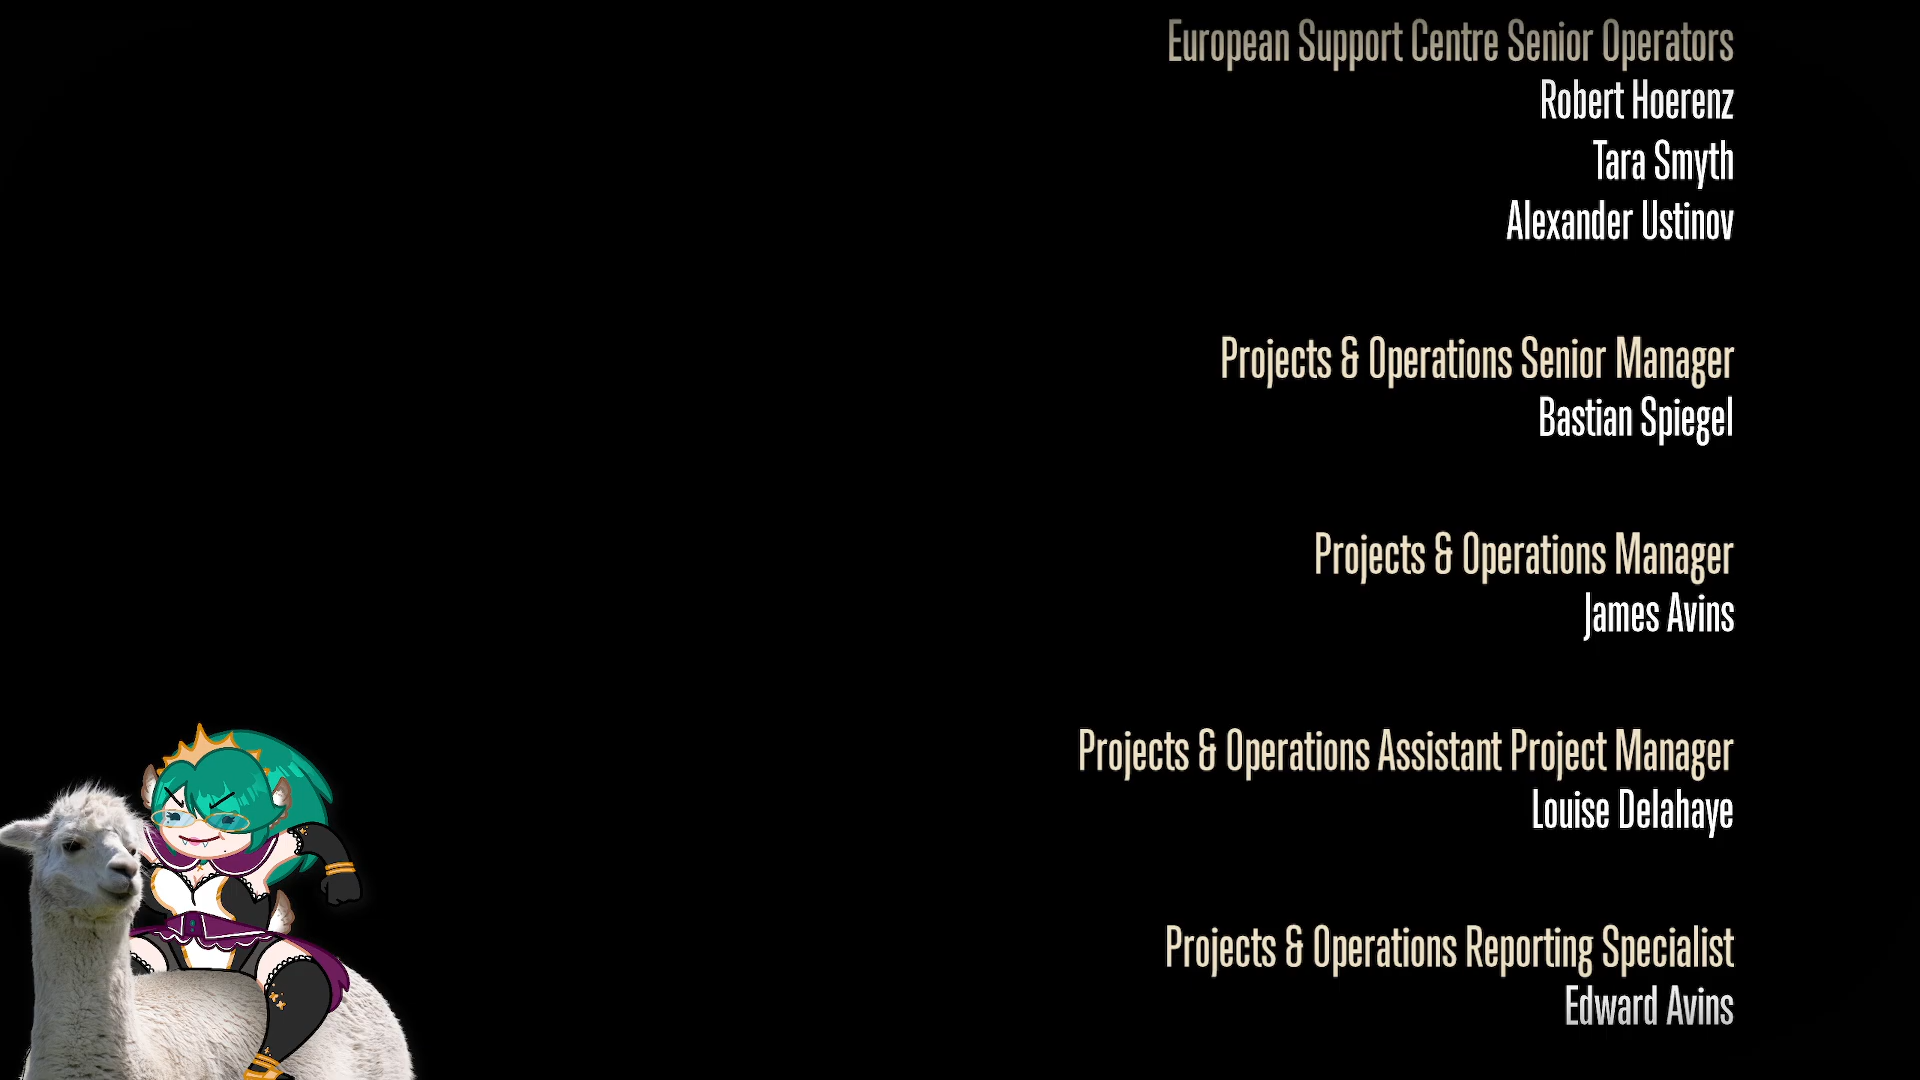 European Support Centre Senior Operators
Robert Hoerenz
Tara Smyth
Alexander Ustinov
Projects & Operations Senior Manager
Bastian Spiegel
Projects & Operations Manager
James Avins
Projects & Operations Assistant Project Manager
Louise Delahaye
Projects & Operations Reporting Specialist
Edward Avins